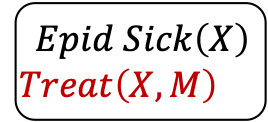 Epid Sick(X)
Treat(X, M)